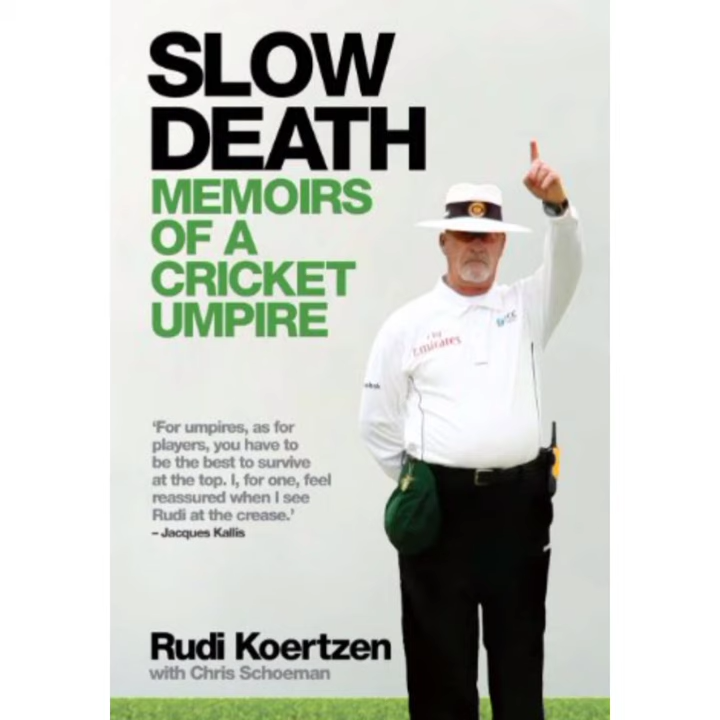 SLOW
DEATH
MEMOIRS
OF A
CRICKET
UMPIRE
‘For umpires, as for
players, you have to
be the best to survive
at the top. I, for one, feel
reassured when I see
Rudi at the crease.’
– Jacques Kallis
Emirates
Rudi Koertzen
with Chris Schoeman